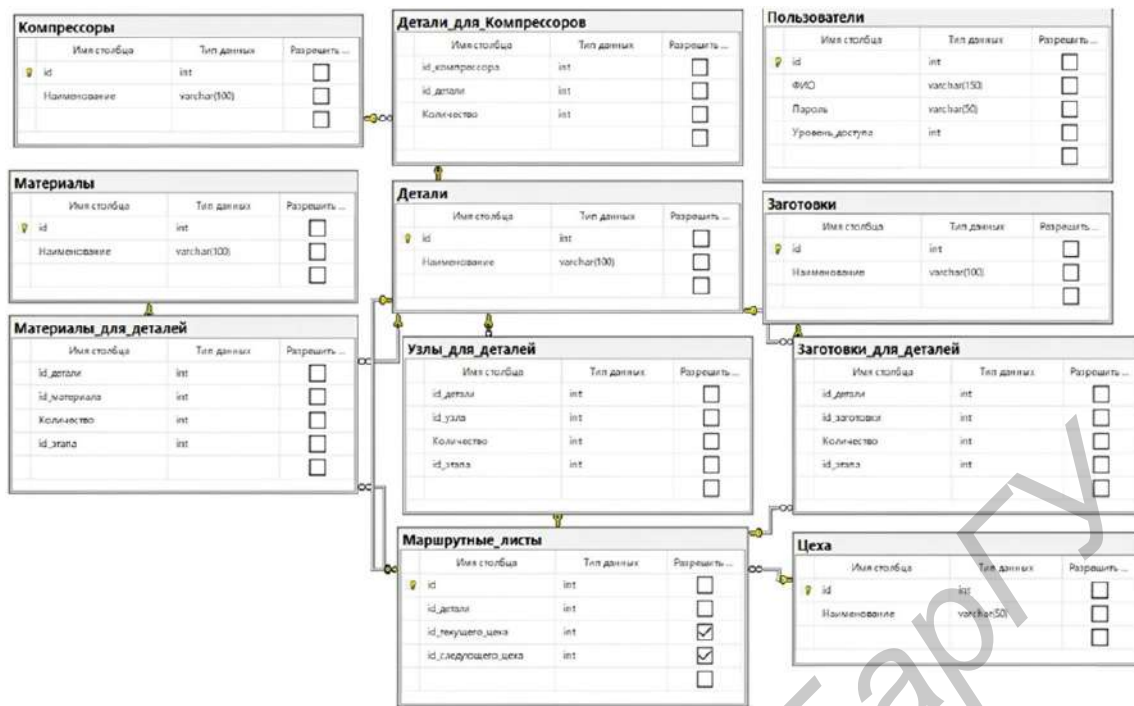 Компрессоры
Имя столбца Тип данных Разрешить ...
id int
Наименование varchar(100)
Детали_для_Компрессоров
Имя столбца Тип данных Разрешить ...
id_компрессора int
id_детали int
Количество int
Пользователи
Имя столбца Тип данных Разрешить ...
id int
ФИО varchar(150)
Пароль varchar(50)
Уровень_доступа int
Материалы
Имя столбца Тип данных Разрешить ...
id int
Наименование varchar(100)
Детали
Имя столбца Тип данных Разрешить ...
id int
Наименование varchar(100)
Заготовки
Имя столбца Тип данных Разрешить ...
id int
Наименование varchar(100)
Материалы_для_деталей
Имя столбца Тип данных Разрешить ...
id_детали int
id_материала int
Количество int
id_этапа int
Узлы_для_деталей
Имя столбца Тип данных Разрешить ...
id_детали int
id_узла int
Количество int
id_этапа int
Заготовки_для_деталей
Имя столбца Тип данных Разрешить ...
id_детали int
id_заготовки int
Количество int
id_этапа int
Маршрутные_листы
Имя столбца Тип данных Разрешить ...
id int
id_детали int
id_текущего_цеха int
id_следующего_цеха int
Цеха
Имя столбца Тип данных Разрешить ...
id int
Наименование varchar(50)
БарГУ